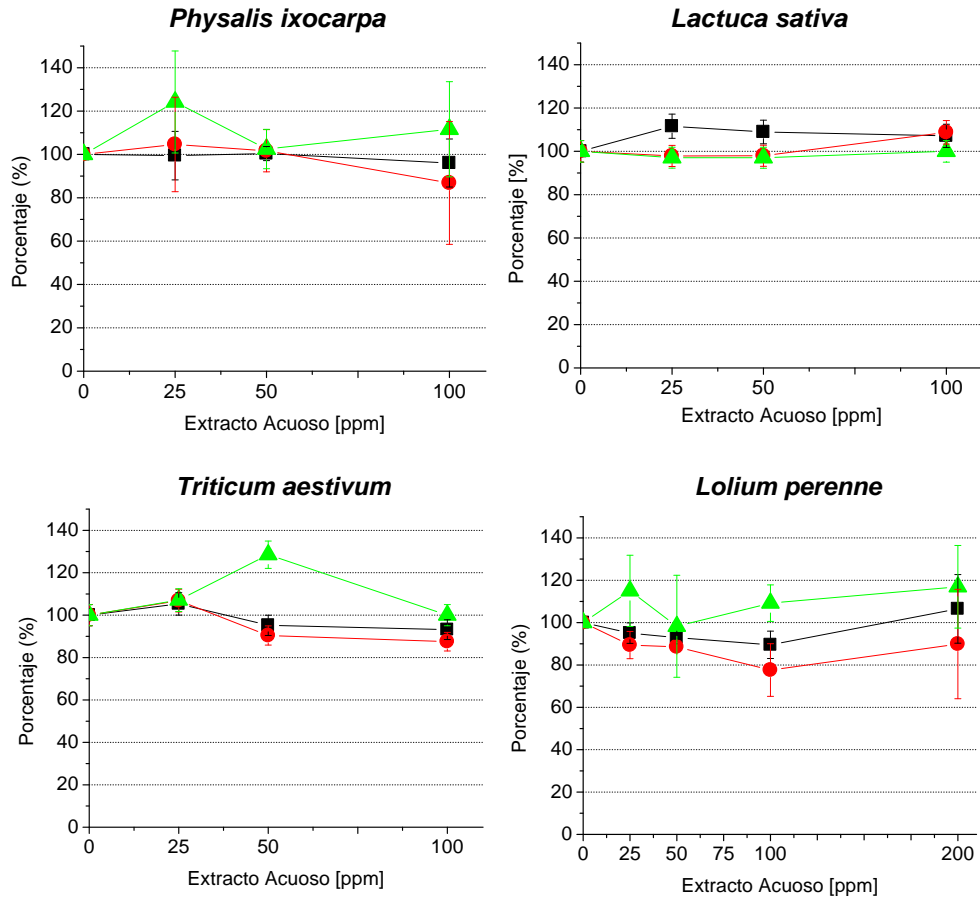 Physalis ixocarpa
140
120
100
80
60
40
20
0
Porcentaje (%)
0 25 50 100
Extracto Acuoso [ppm]
Lactuca sativa
140
120
100
80
60
40
20
0
Porcentaje [%]
0 25 50 100
Extracto Acuoso [ppm]
Triticum aestivum
140
120
100
80
60
40
20
0
Porcentaje (%)
0 25 50 100
Extracto Acuoso [ppm]
Lolium perenne
140
120
100
80
60
40
20
0
Porcentaje (%)
0 25 50 100 200
Extracto Acuoso [ppm]